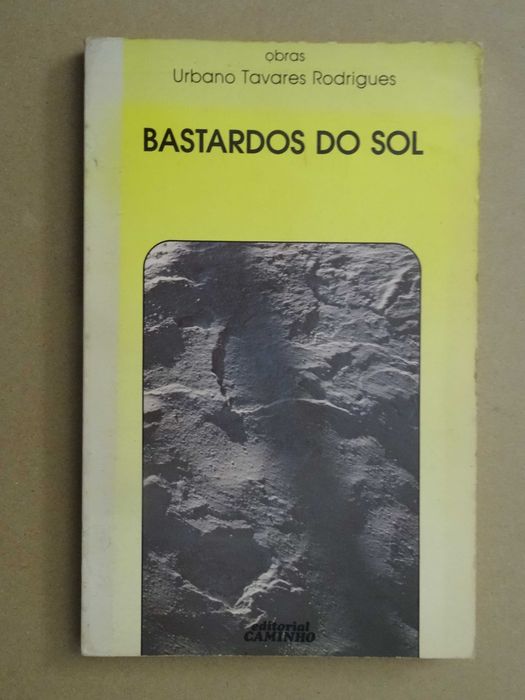 obras
Urbano Tavares Rodrigues
BASTARDOS DO SOL
editorial
CAMINHO